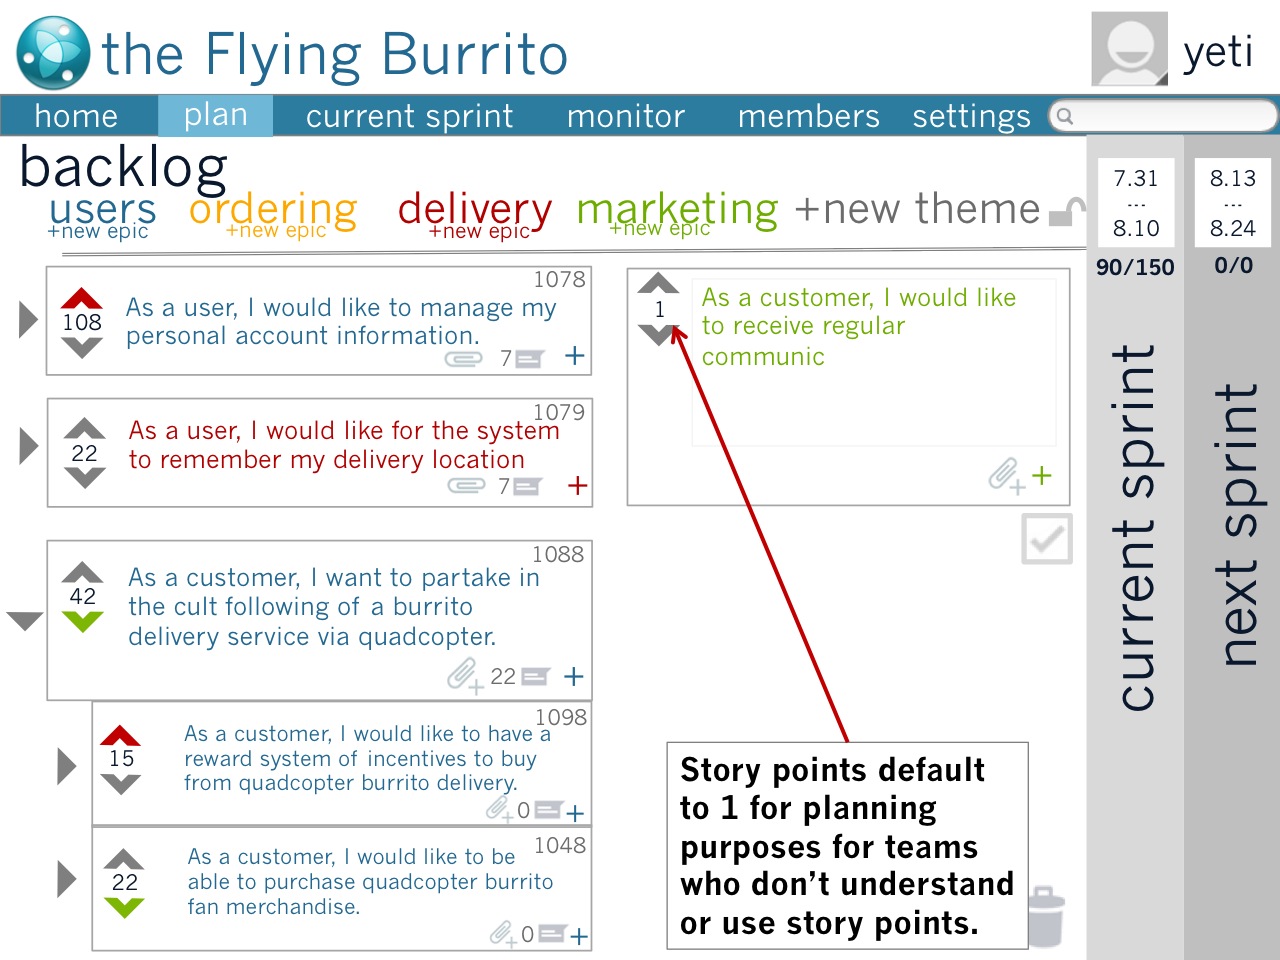 the Flying Burrito
yeti
home plan current sprint monitor members settings
backlog
users ordering delivery marketing +new theme
+new epic +new epic +new epic +new epic
7.31
...
8.10
90/150
8.13
...
8.24
0/0
current sprint
next sprint
1078
108
As a user, I would like to manage my
personal account information.
7 +
1079
22
As a user, I would like for the system
to remember my delivery location
7 +
1088
42
As a customer, I want to partake in
the cult following of a burrito
delivery service via quadcopter.
22 +
1098
15
As a customer, I would like to have a
reward system of incentives to buy
from quadcopter burrito delivery.
0 +
1048
22
As a customer, I would like to be
able to purchase quadcopter burrito
fan merchandise.
0 +
1
As a customer, I would like
to receive regular
communic
+
Story points default
to 1 for planning
purposes for teams
who don’t understand
or use story points.